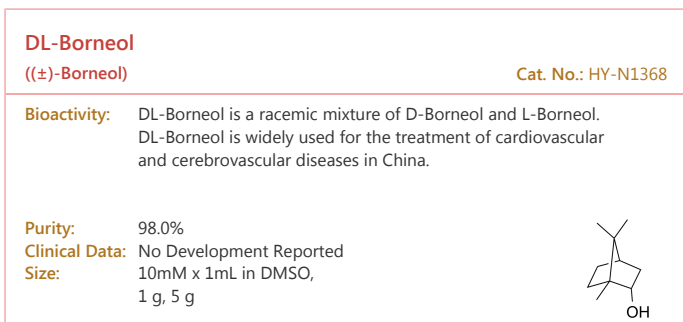 DL-Borneol
((±)-Borneol) Cat. No.: HY-N1368
Bioactivity: DL-Borneol is a racemic mixture of D-Borneol and L-Borneol.
DL-Borneol is widely used for the treatment of cardiovascular
and cerebrovascular diseases in China.
Purity: 98.0%
Clinical Data: No Development Reported
Size: 10mM x 1mL in DMSO,
1 g, 5 g
OH